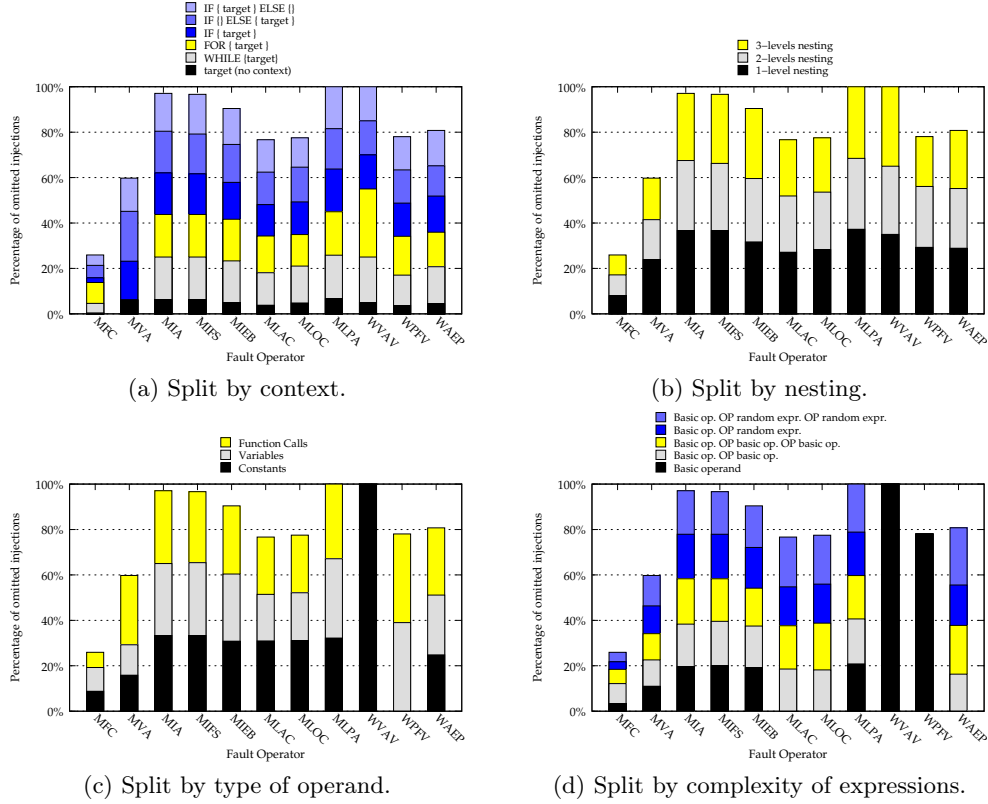 IF { target } ELSE {}
IF {} ELSE { target }
IF { target }
FOR { target }
WHILE {target}
target (no context)
100%
80%
60%
40%
20%
0%
Percentage of omitted injections
MFC
MVA
MIA
MIFS
MIEB
MLAC
MLOC
MLPA
WVAV
WPFV
WAEP
Fault Operator
(a) Split by context.
3−levels nesting
2−levels nesting
1−level nesting
100%
80%
60%
40%
20%
0%
Percentage of omitted injections
MFC
MVA
MIA
MIFS
MIEB
MLAC
MLOC
MLPA
WVAV
WPFV
WAEP
Fault Operator
(b) Split by nesting.
Function Calls
Variables
Constants
100%
80%
60%
40%
20%
0%
Percentage of omitted injections
MFC
MVA
MIA
MIFS
MIEB
MLAC
MLOC
MLPA
WVAV
WPFV
WAEP
Fault Operator
(c) Split by type of operand.
Basic op. OP random expr. OP random expr.
Basic op. OP random expr.
Basic op. OP basic op. OP basic op.
Basic op. OP basic op.
Basic operand
100%
80%
60%
40%
20%
0%
Percentage of omitted injections
MFC
MVA
MIA
MIFS
MIEB
MLAC
MLOC
MLPA
WVAV
WPFV
WAEP
Fault Operator
(d) Split by complexity of expressions.